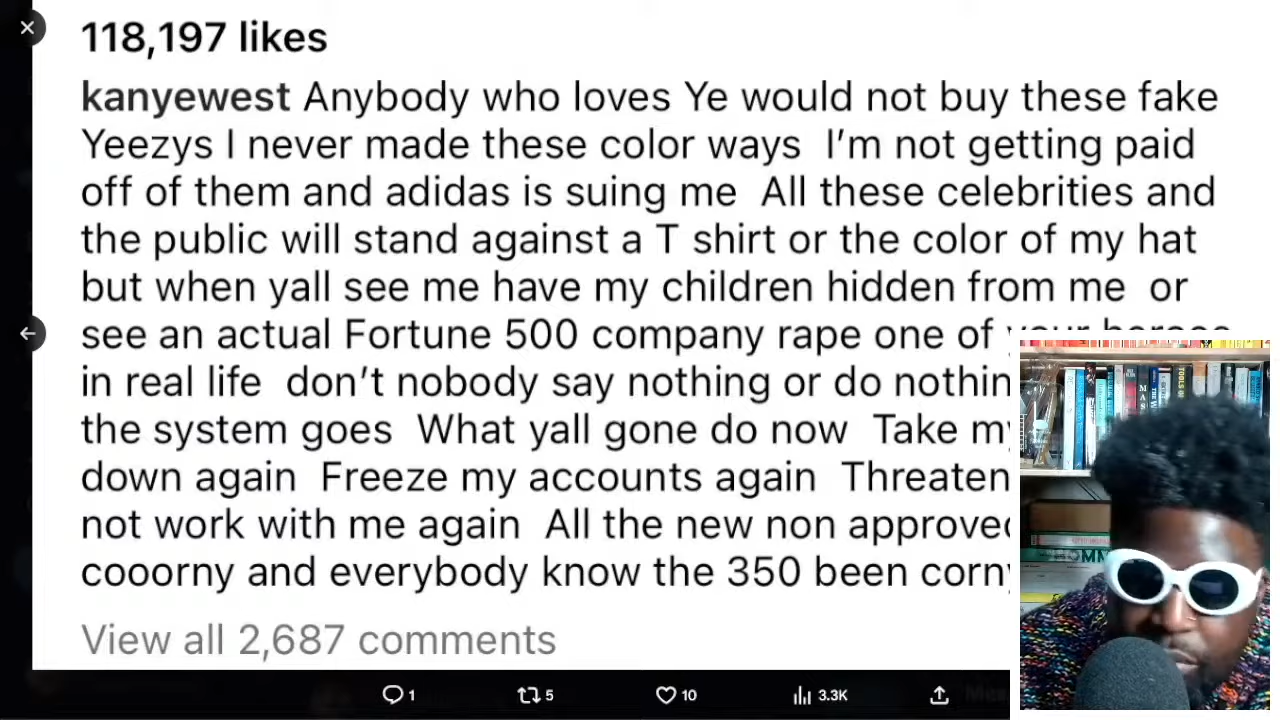 118,197 likes
kanyewest Anybody who loves Ye would not buy these fake
Yeezys I never made these color ways I’m not getting paid
off of them and adidas is suing me All these celebrities and
the public will stand against a T shirt or the color of my hat
but when yall see me have my children hidden from me or
see an actual Fortune 500 company rape one of your heroes
in real life don’t nobody say nothing or do nothin
the system goes What yall gone do now Take my
down again Freeze my accounts again Threaten
not work with me again All the new non approved
cooorny and everybody know the 350 been corny
View all 2,687 comments
1 5 10 3.3K